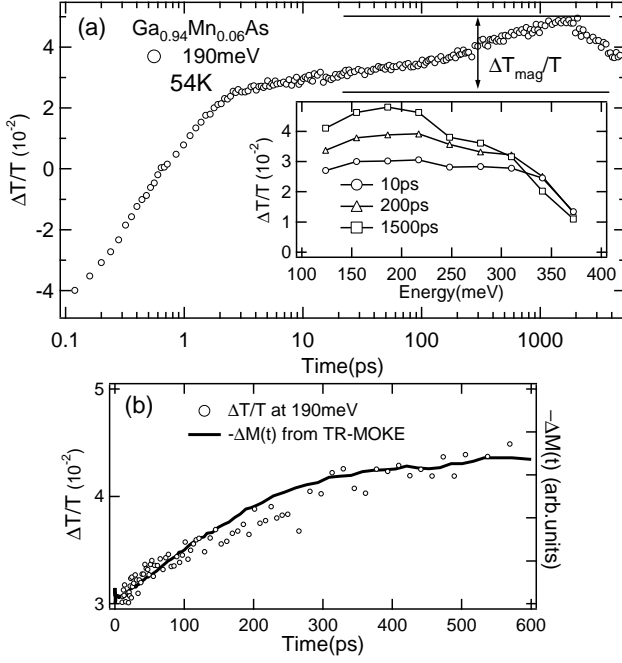 (a)
Ga0.94Mn0.06As
○ 190meV
54K
ΔTmag/T
ΔT/T (10-2)
4
2
0
-2
-4
0.1 1 10 100 1000
Time(ps)
ΔT/T (10-2)
4
3
2
1
0
10ps
200ps
1500ps
100 150 200 250 300 350 400
Energy(meV)
(b)
○ ΔT/T at 190meV
-ΔM(t) from TR-MOKE
ΔT/T (10-2)
5
4
3
−ΔM(t) (arb.units)
0 100 200 300 400 500 600
Time(ps)